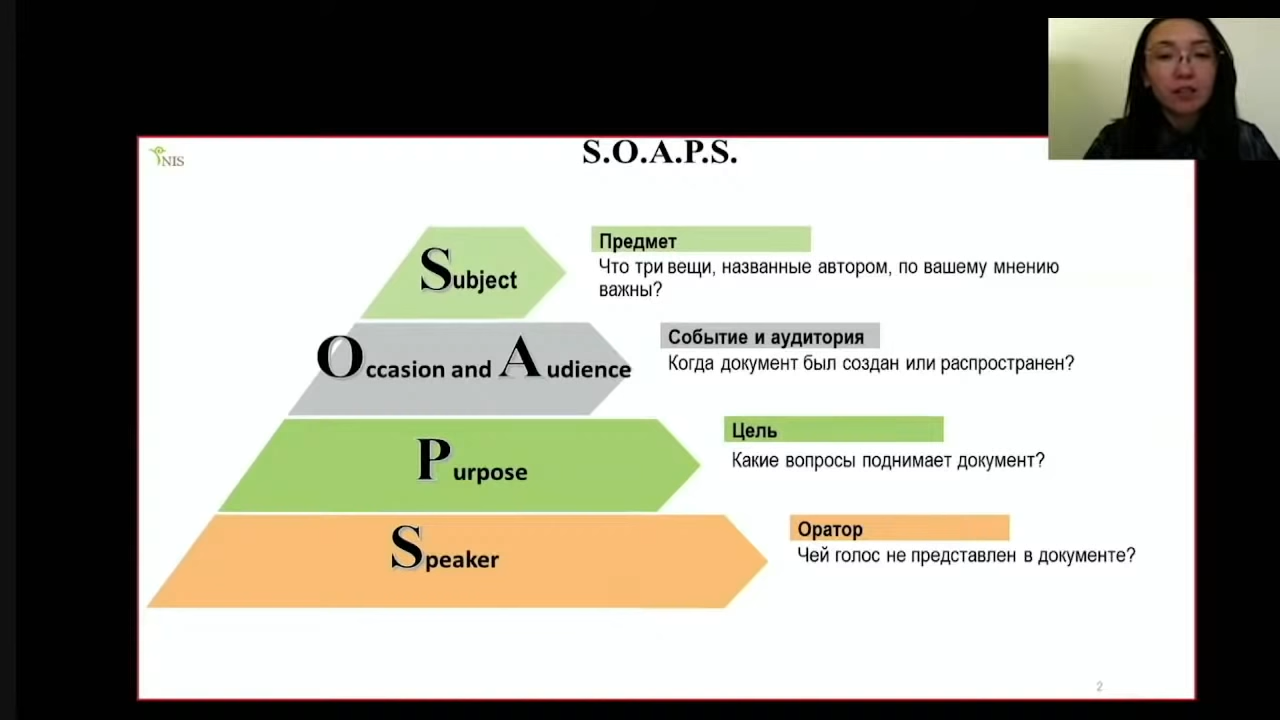 NIS
S.O.A.P.S.
Subject
Предмет
Что три вещи, названные автором, по вашему мнению
важны?
Occasion and Audience
Событие и аудитория
Когда документ был создан или распространен?
Purpose
Цель
Какие вопросы поднимает документ?
Speaker
Оратор
Чей голос не представлен в документе?
2